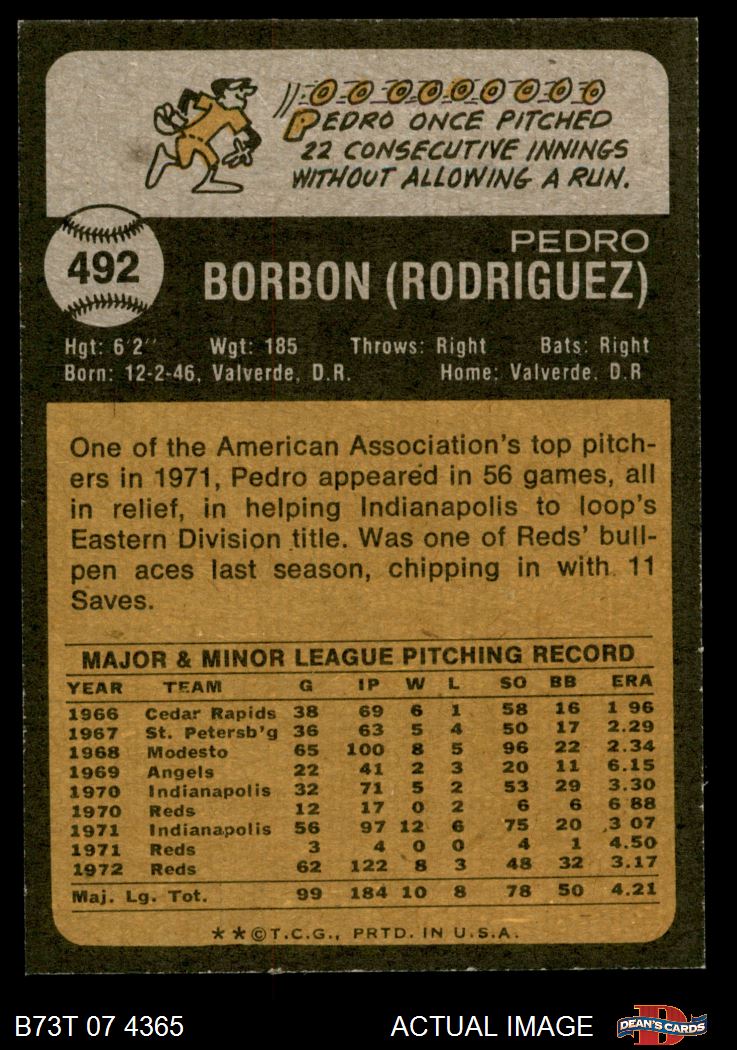 PEDRO ONCE PITCHED
22 CONSECUTIVE INNINGS
WITHOUT ALLOWING A RUN.
492
PEDRO
BORBON (RODRIGUEZ)
Hgt: 6'2" Wgt: 185 Throws: Right Bats: Right
Born: 12-2-46, Valverde, D.R. Home: Valverde, D.R
One of the American Association's top pitch-
ers in 1971, Pedro appeared in 56 games, all
in relief, in helping Indianapolis to loop's
Eastern Division title. Was one of Reds' bull-
pen aces last season, chipping in with 11
Saves.
MAJOR & MINOR LEAGUE PITCHING RECORD
YEAR TEAM G IP W L SO BB ERA
1966 Cedar Rapids 38 69 6 1 58 16 1 96
1967 St. Petersb'g 36 63 5 4 50 17 2.29
1968 Modesto 65 100 8 5 96 22 2.34
1969 Angels 22 41 2 3 20 11 6.15
1970 Indianapolis 32 71 5 2 53 29 3.30
1970 Reds 12 17 0 2 6 6 6 88
1971 Indianapolis 56 97 12 6 75 20 3 07
1971 Reds 3 4 0 0 4 1 4.50
1972 Reds 62 122 8 3 48 32 3.17
Maj. Lg. Tot. 99 184 10 8 78 50 4.21
**©T.C.G., PRTD. IN U.S.A.
B73T 07 4365 ACTUAL IMAGE DEAN'S CARDS